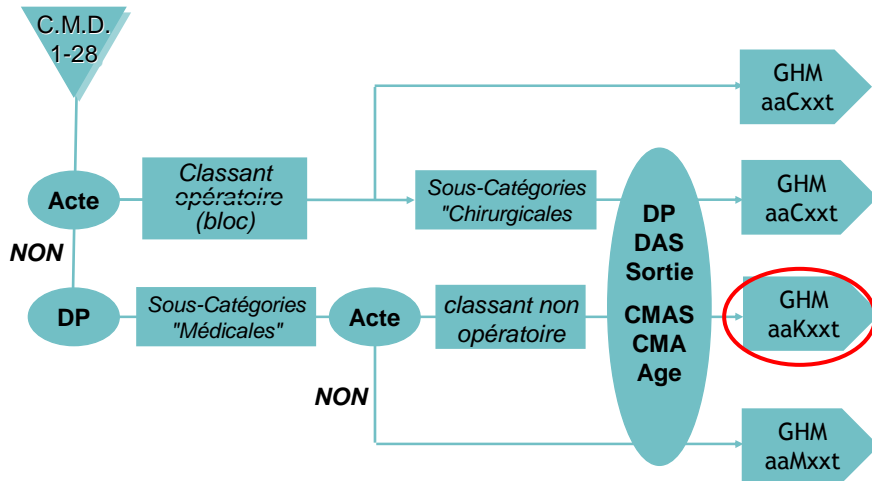 C.M.D.
1-28
GHM
aaCxxt
Acte
Classant
opératoire
(bloc)
Sous-Catégories
"Chirurgicales
DP
DAS
Sortie
CMAS
CMA
Age
GHM
aaCxxt
NON
DP
Sous-Catégories
"Médicales"
Acte
classant non
opératoire
GHM
aaKxxt
NON
GHM
aaMxxt